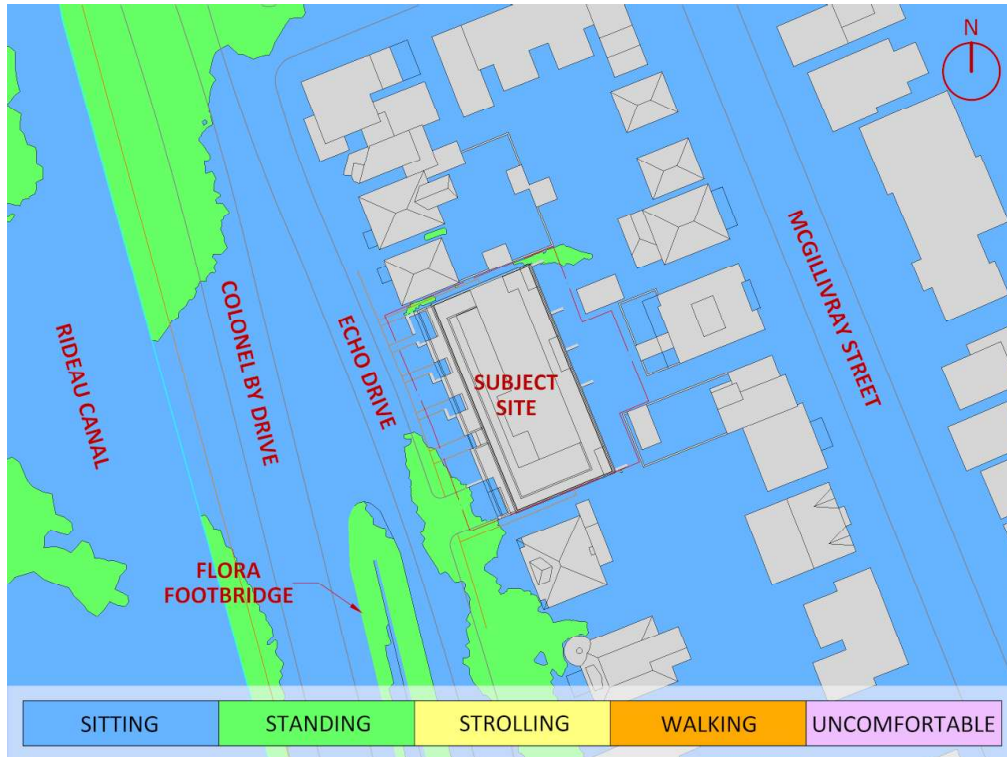 N
RIDEAU CANAL
COLONEL BY DRIVE
ECHO DRIVE
MCGILLIVRAY STREET
SUBJECT
SITE
FLORA
FOOTBRIDGE
SITTING
STANDING
STROLLING
WALKING
UNCOMFORTABLE